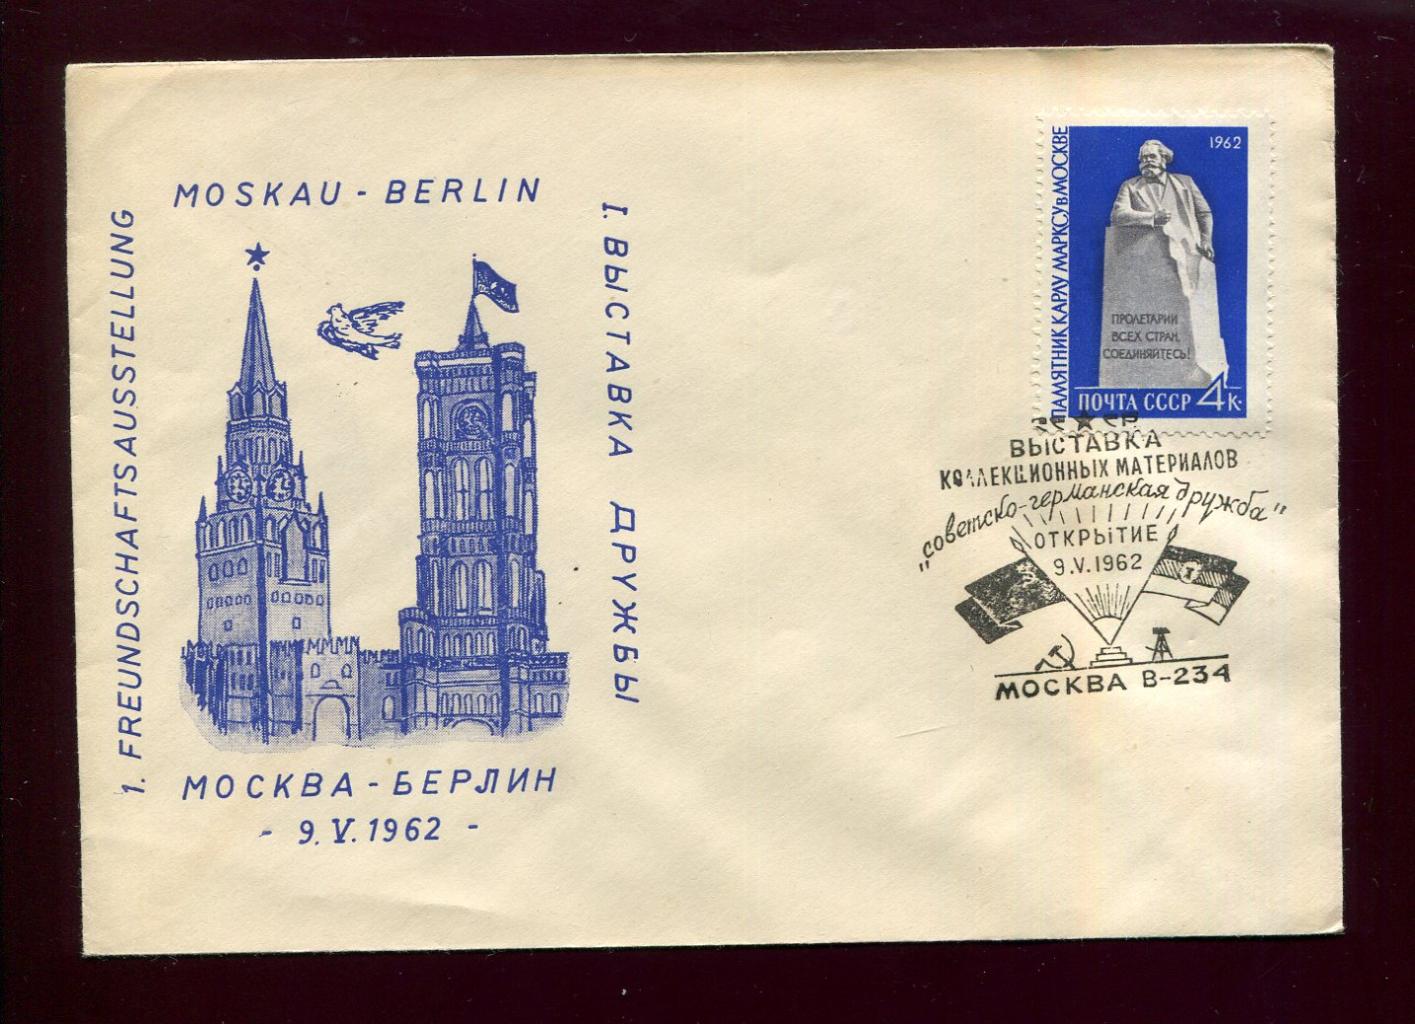 MOSKAU - BERLIN
1. FREUNDSCHAFTSAUSSTELLUNG
I. ВЫСТАВКА ДРУЖБЫ
МОСКВА - БЕРЛИН
- 9. V. 1962 -
ПАМЯТНИК КАРЛУ МАРКСУ в МОСКВЕ
1962
ПРОЛЕТАРИИ
ВСЕХ СТРАН,
СОЕДИНЯЙТЕСЬ!
ПОЧТА СССР 4 к.
ВЫСТАВКА
КОЛЛЕКЦИОННЫХ МАТЕРИАЛОВ
"советско-германская дружба"
ОТКРЫТИЕ
9.V.1962
МОСКВА В-234